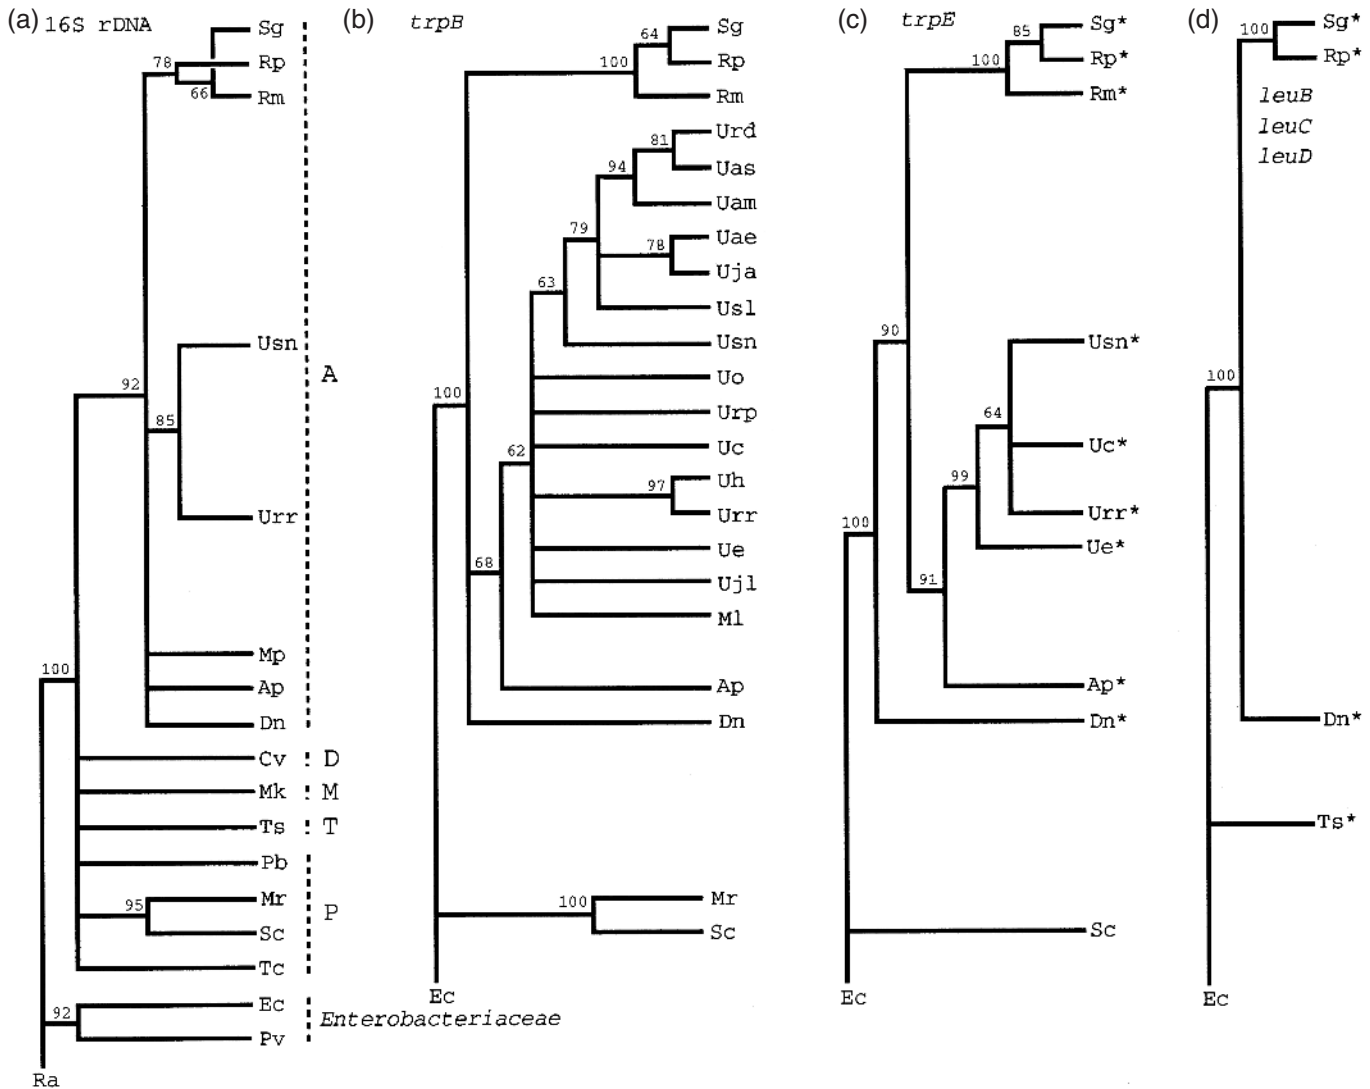 (a) 16S rDNA
Sg
78
Rp
66
Rm
Usn
A
92
85
Urr
Mp
100
Ap
Dn
Cv D
Mk M
Ts T
Pb
Mr
95
P
Sc
Tc
Ec
92
Enterobacteriaceae
Pv
Ra
(b) trpB
Sg
64
Rp
100
Rm
Urd
81
Uas
94
Uam
79
Uae
78
Uja
63
Usl
Usn
Uo
100
Urp
Uc
62
Uh
97
Urr
Ue
68
Ujl
Ml
Ap
Dn
Mr
100
Sc
Ec
(c) trpE
Sg*
85
Rp*
100
Rm*
90
Usn*
64
Uc*
99
Urr*
100
Ue*
91
Ap*
Dn*
Sc
Ec
(d)
Sg*
100
Rp*
leuB
leuC
leuD
100
Dn*
Ts*
Ec